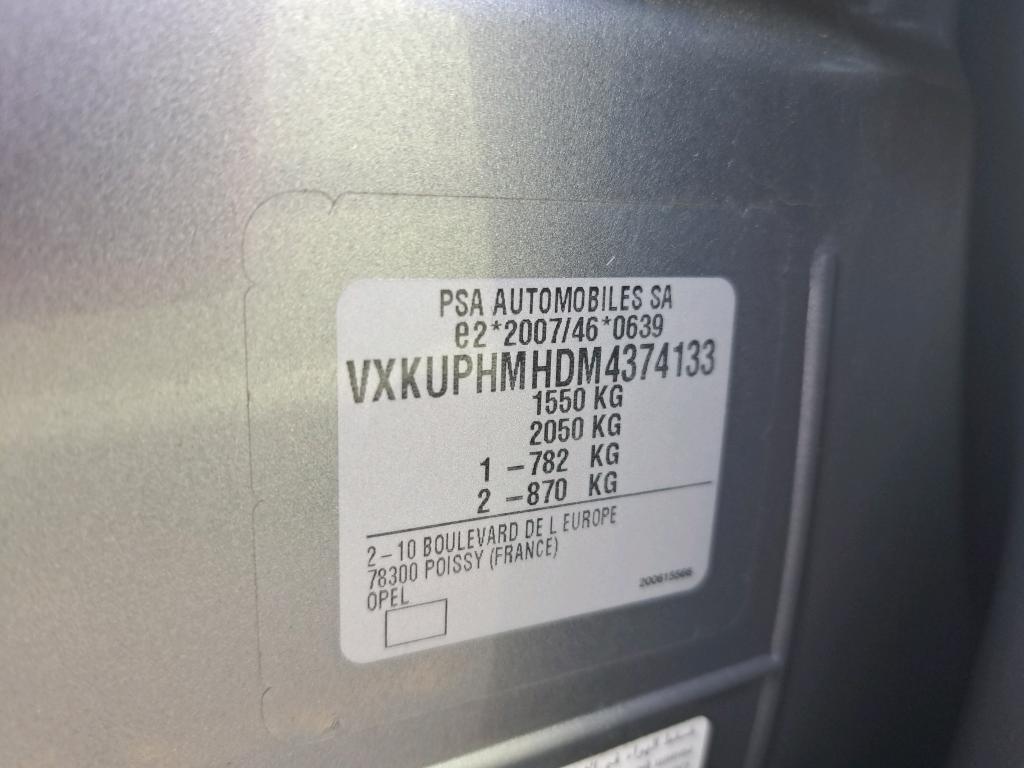 PSA AUTOMOBILES SA
e2*2007/46*0639
VXKUPHMHDM4374133
1550 KG
2050 KG
1 -782 KG
2 -870 KG
2-10 BOULEVARD DE L EUROPE
78300 POISSY (FRANCE)
OPEL
200615566